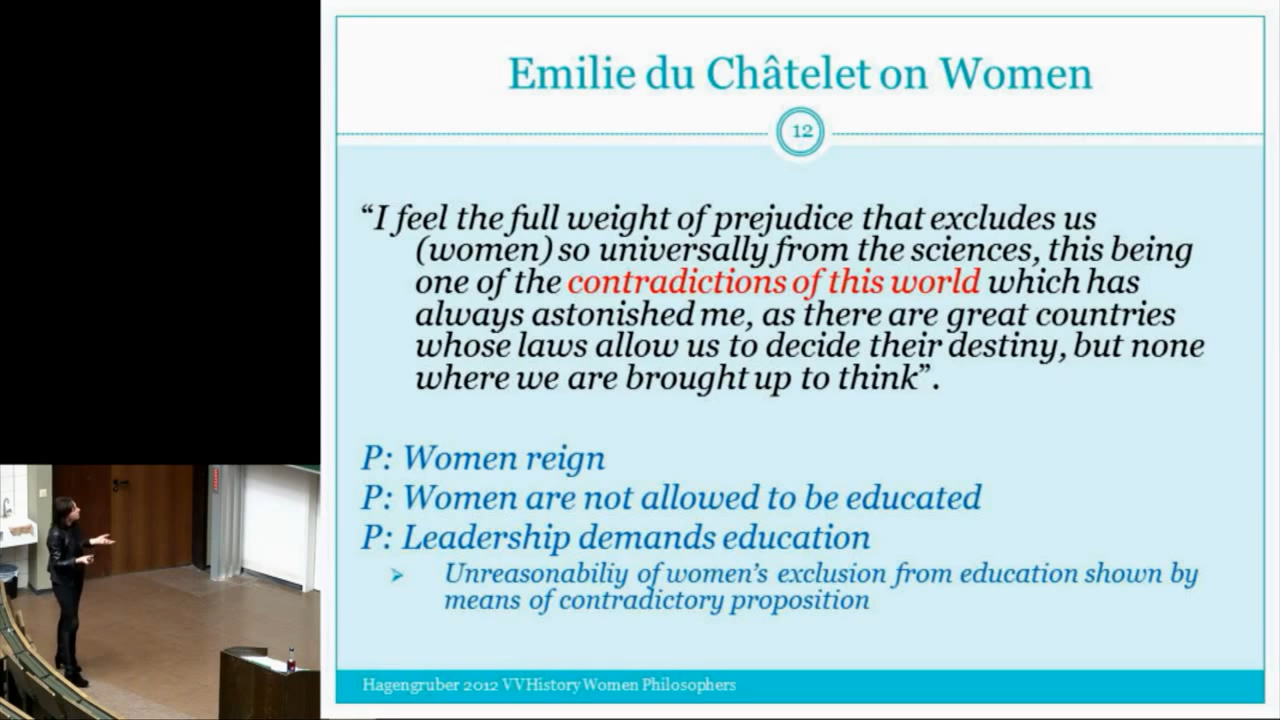 Emilie du Châtelet on Women
12
“I feel the full weight of prejudice that excludes us
(women) so universally from the sciences, this being
one of the contradictions of this world which has
always astonished me, as there are great countries
whose laws allow us to decide their destiny, but none
where we are brought up to think”.
P: Women reign
P: Women are not allowed to be educated
P: Leadership demands education
Unreasonabiliy of women’s exclusion from education shown by
means of contradictory proposition
Hagengruber 2012 VVHistory Women Philosophers